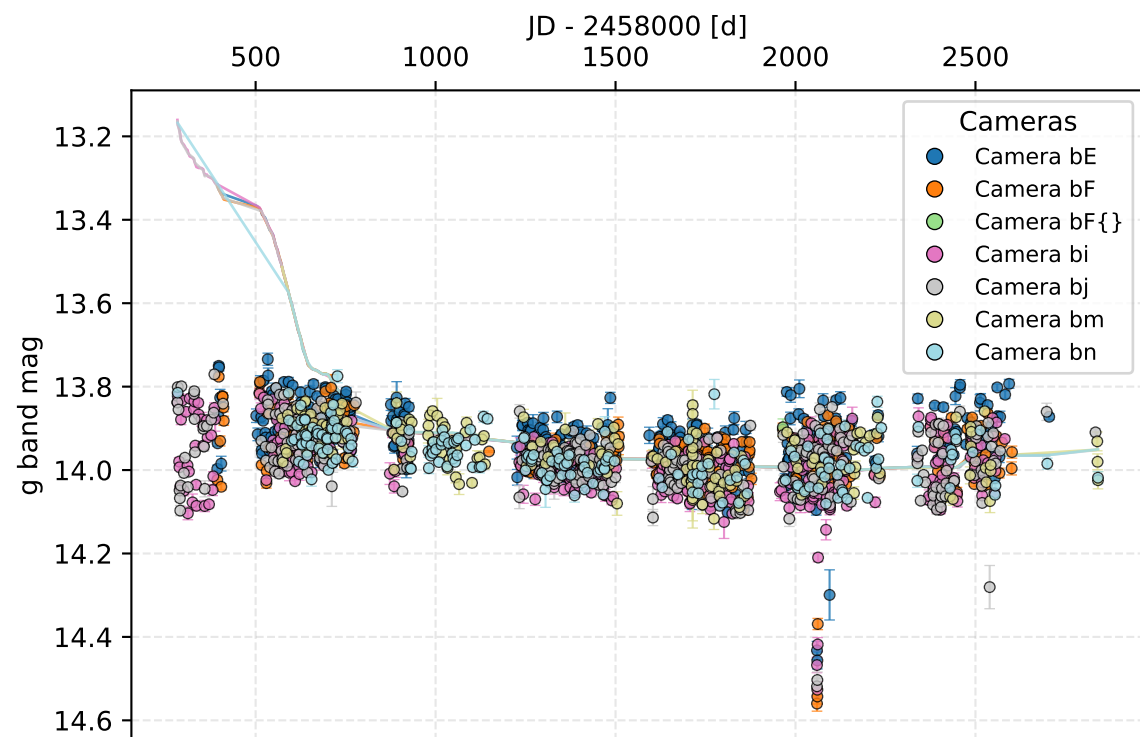 JD - 2458000 [d]
500 1000 1500 2000 2500
g band mag
13.2
13.4
13.6
13.8
14.0
14.2
14.4
14.6
Cameras
Camera bE
Camera bF
Camera bF{}
Camera bi
Camera bj
Camera bm
Camera bn